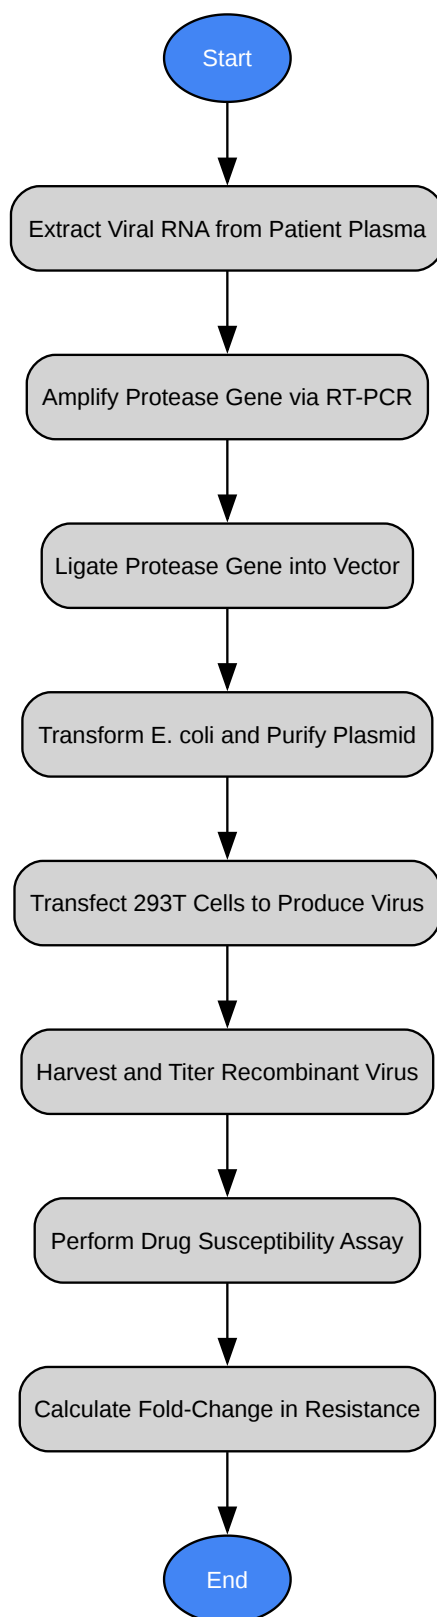 Start
Extract Viral RNA from Patient Plasma
Amplify Protease Gene via RT-PCR
Ligate Protease Gene into Vector
Transform E. coli and Purify Plasmid
Transfect 293T Cells to Produce Virus
Harvest and Titer Recombinant Virus
Perform Drug Susceptibility Assay
Calculate Fold-Change in Resistance
End